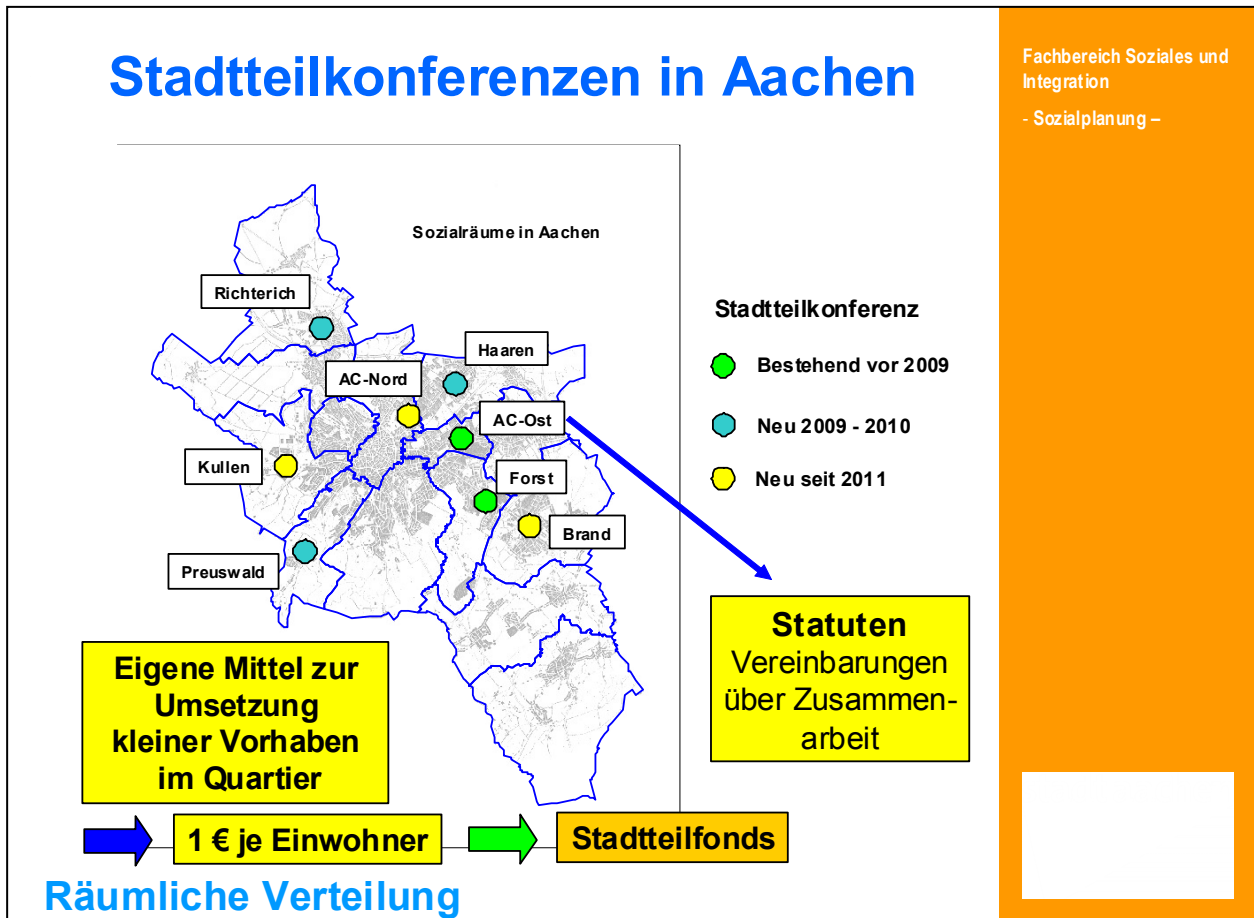 Stadtteilkonferenzen in Aachen
Fachbereich Soziales und
Integration
- Sozialplanung –
Sozialräume in Aachen
Richterich
Haaren
AC-Nord
AC-Ost
Kullen
Forst
Brand
Preuswald
Stadtteilkonferenz
Bestehend vor 2009
Neu 2009 - 2010
Neu seit 2011
Statuten
Vereinbarungen
über Zusammen-
arbeit
Eigene Mittel zur
Umsetzung
kleiner Vorhaben
im Quartier
1 € je Einwohner
Stadtteilfonds
Räumliche Verteilung